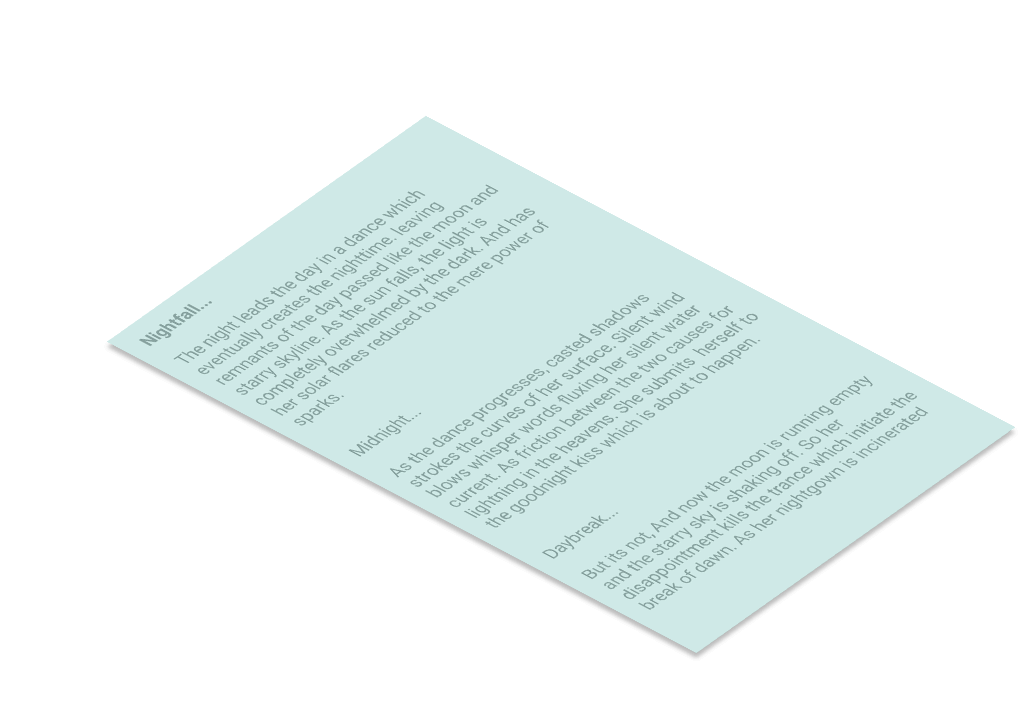 Nightfall...
The night leads the day in a dance which
eventually creates the nighttime. leaving
remnants of the day passed like the moon and
starry skyline. As the sun falls, the light is
completely overwhelmed by the dark. And has
her solar flares reduced to the mere power of
sparks.
Midnight...
As the dance progresses, casted shadows
strokes the curves of her surface. Silent wind
blows whisper words fluxing her silent water
current. As friction between the two causes for
lightning in the heavens. She submits  herself to
the goodnight kiss which is about to happen.
Daybreak...
But its not, And now the moon is running empty
and the starry sky is shaking off. So her
disappointment kills the trance which initiate the
break of dawn. As her nightgown is incinerated